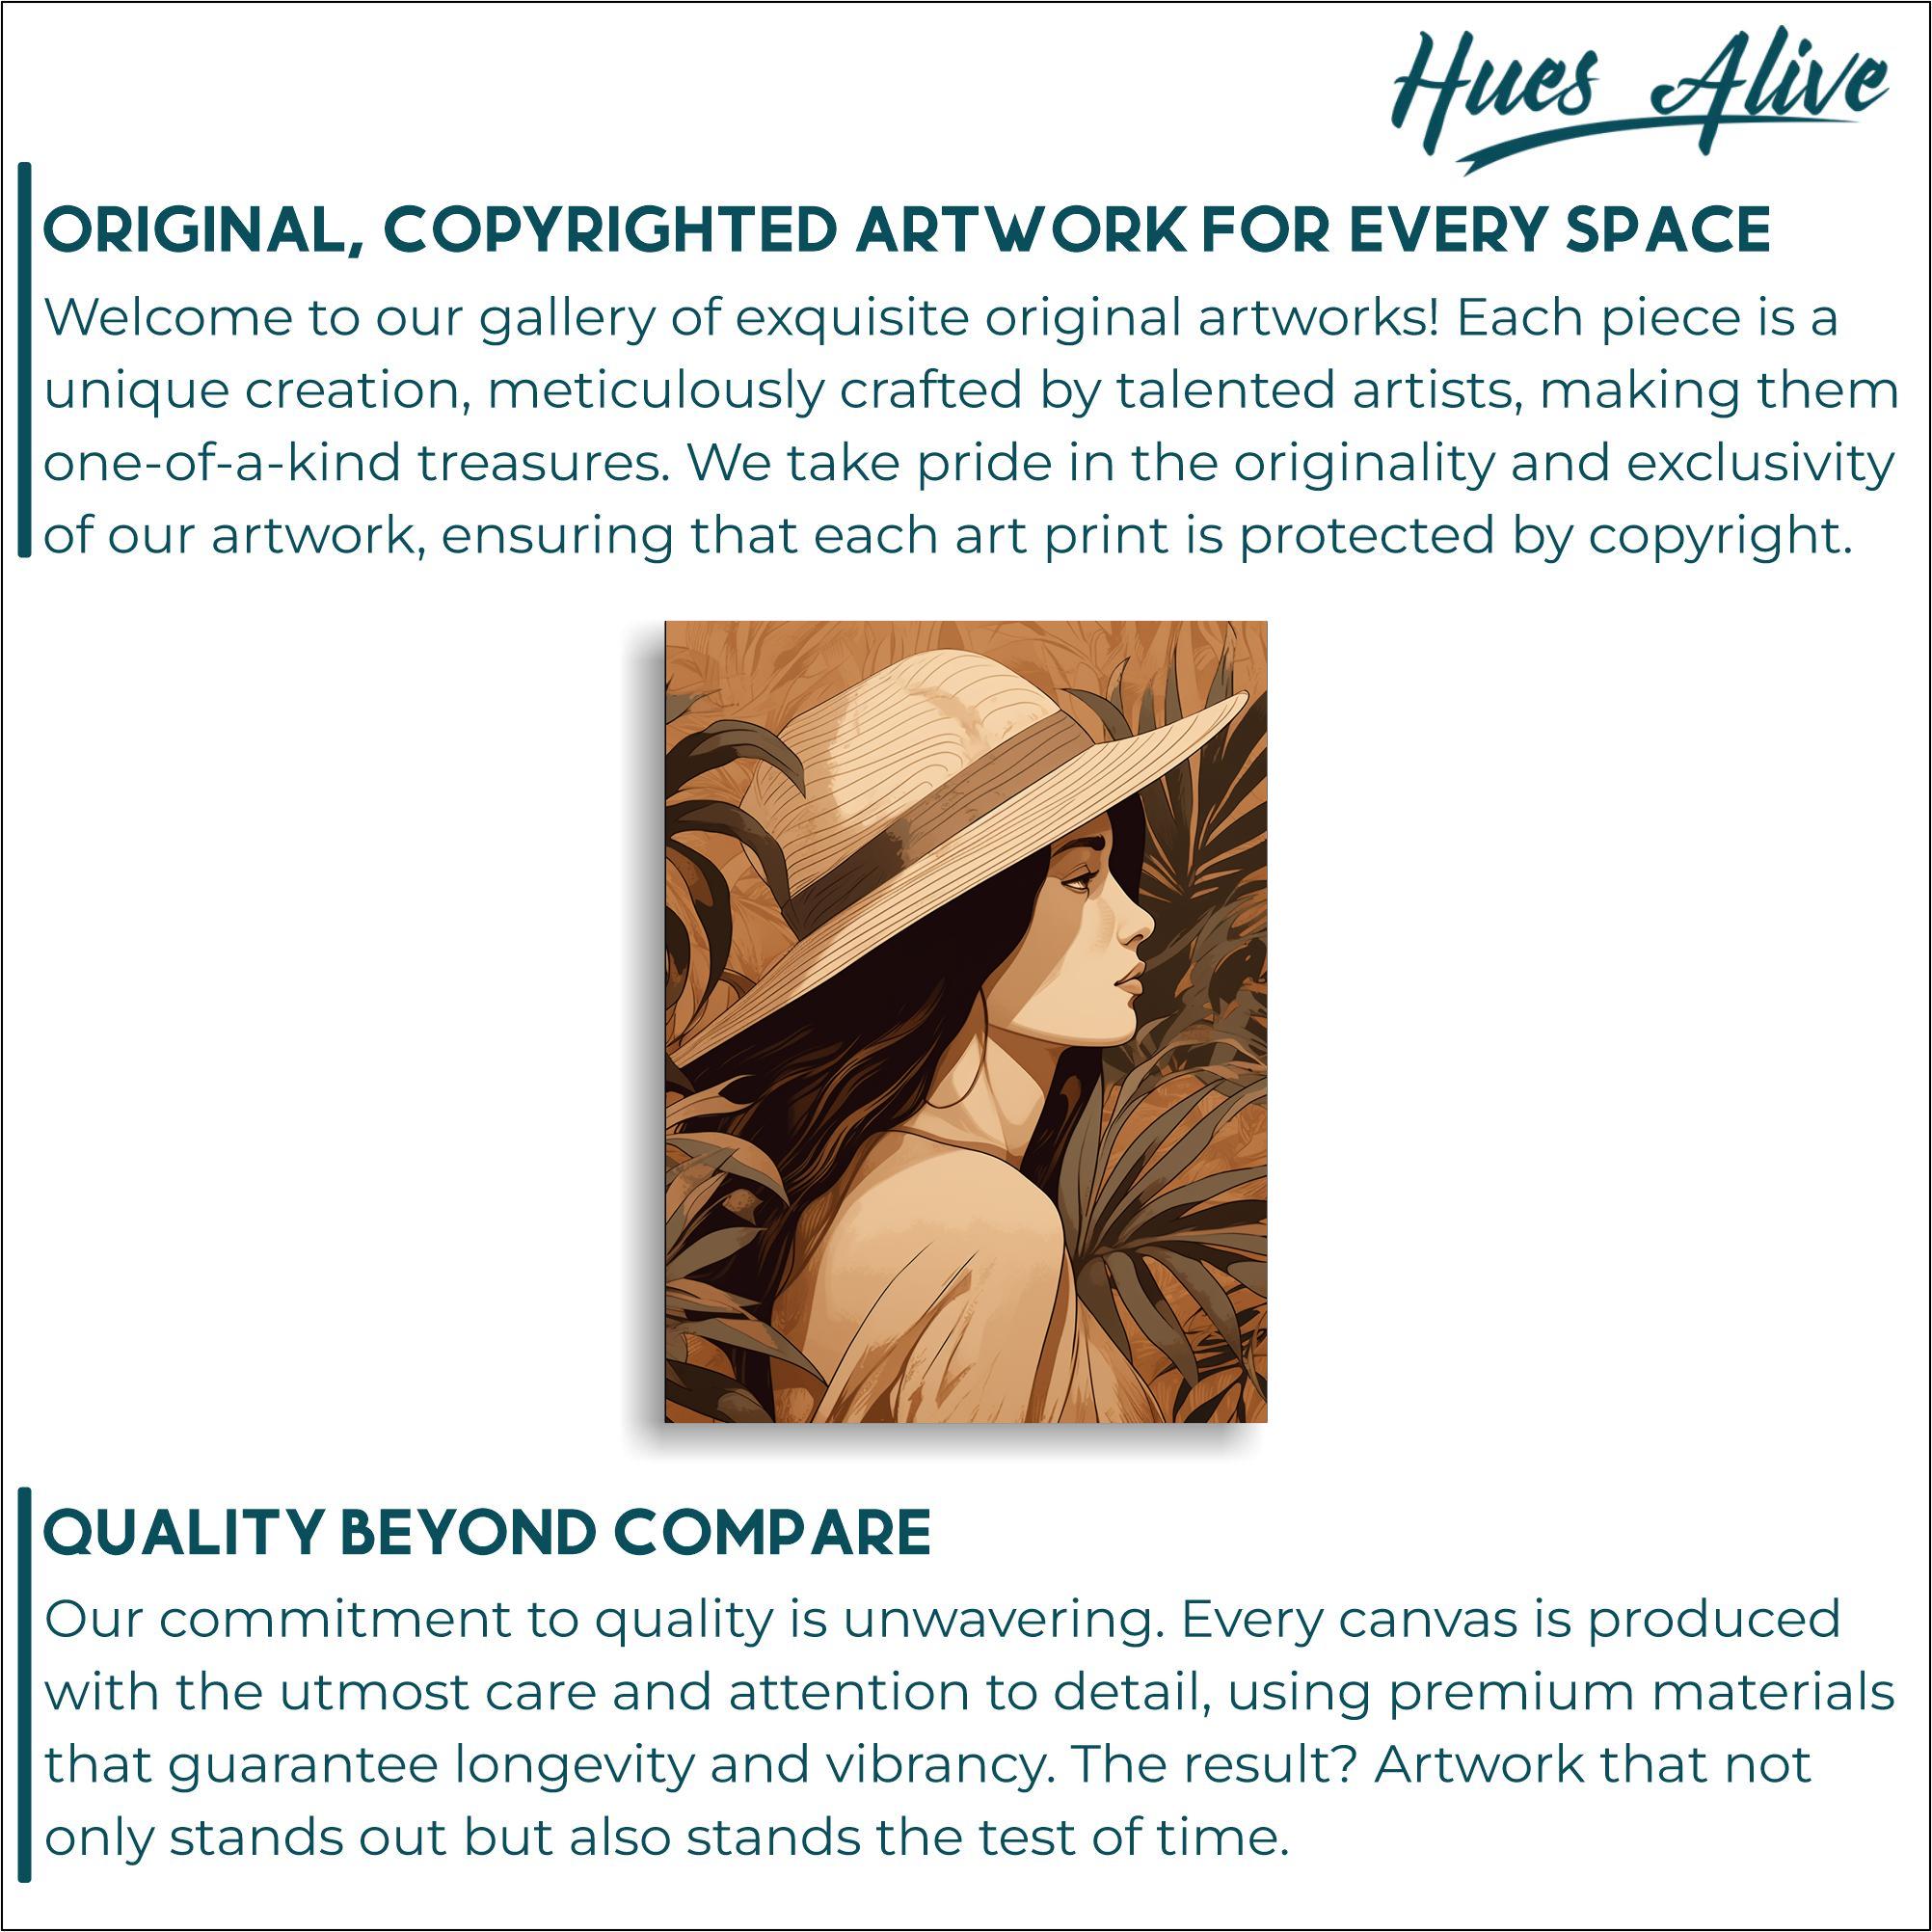 Hues Alive
ORIGINAL, COPYRIGHTED ARTWORK FOR EVERY SPACE
Welcome to our gallery of exquisite original artworks! Each piece is a
unique creation, meticulously crafted by talented artists, making them
one-of-a-kind treasures. We take pride in the originality and exclusivity
of our artwork, ensuring that each art print is protected by copyright.
QUALITY BEYOND COMPARE
Our commitment to quality is unwavering. Every canvas is produced
with the utmost care and attention to detail, using premium materials
that guarantee longevity and vibrancy. The result? Artwork that not
only stands out but also stands the test of time.